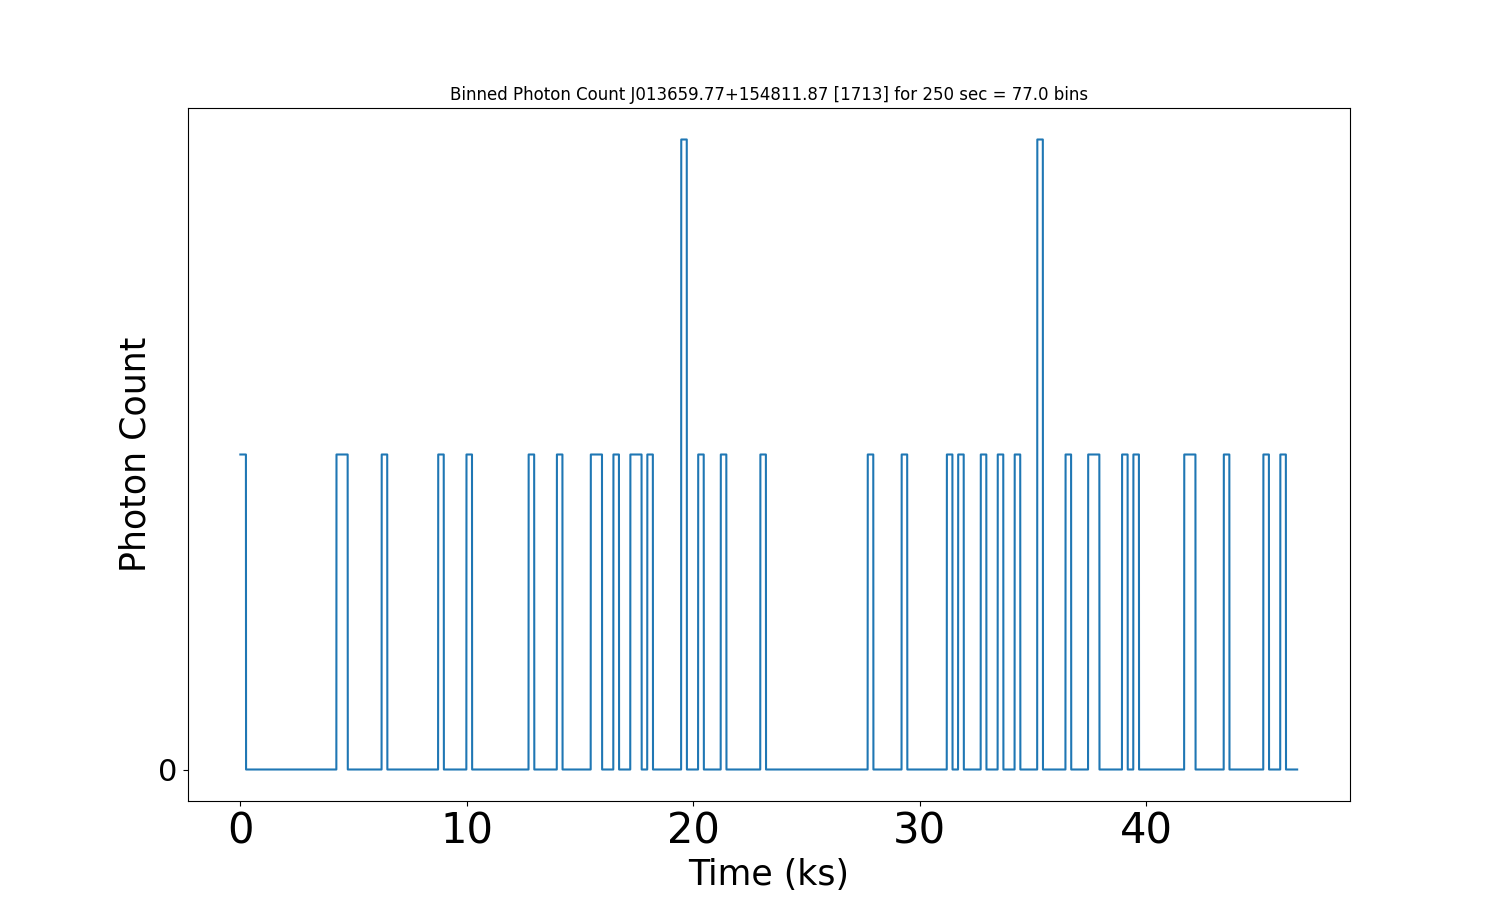 Binned Photon Count J013659.77+154811.87 [1713] for 250 sec = 77.0 bins
Photon Count
0
0 10 20 30 40
Time (ks)